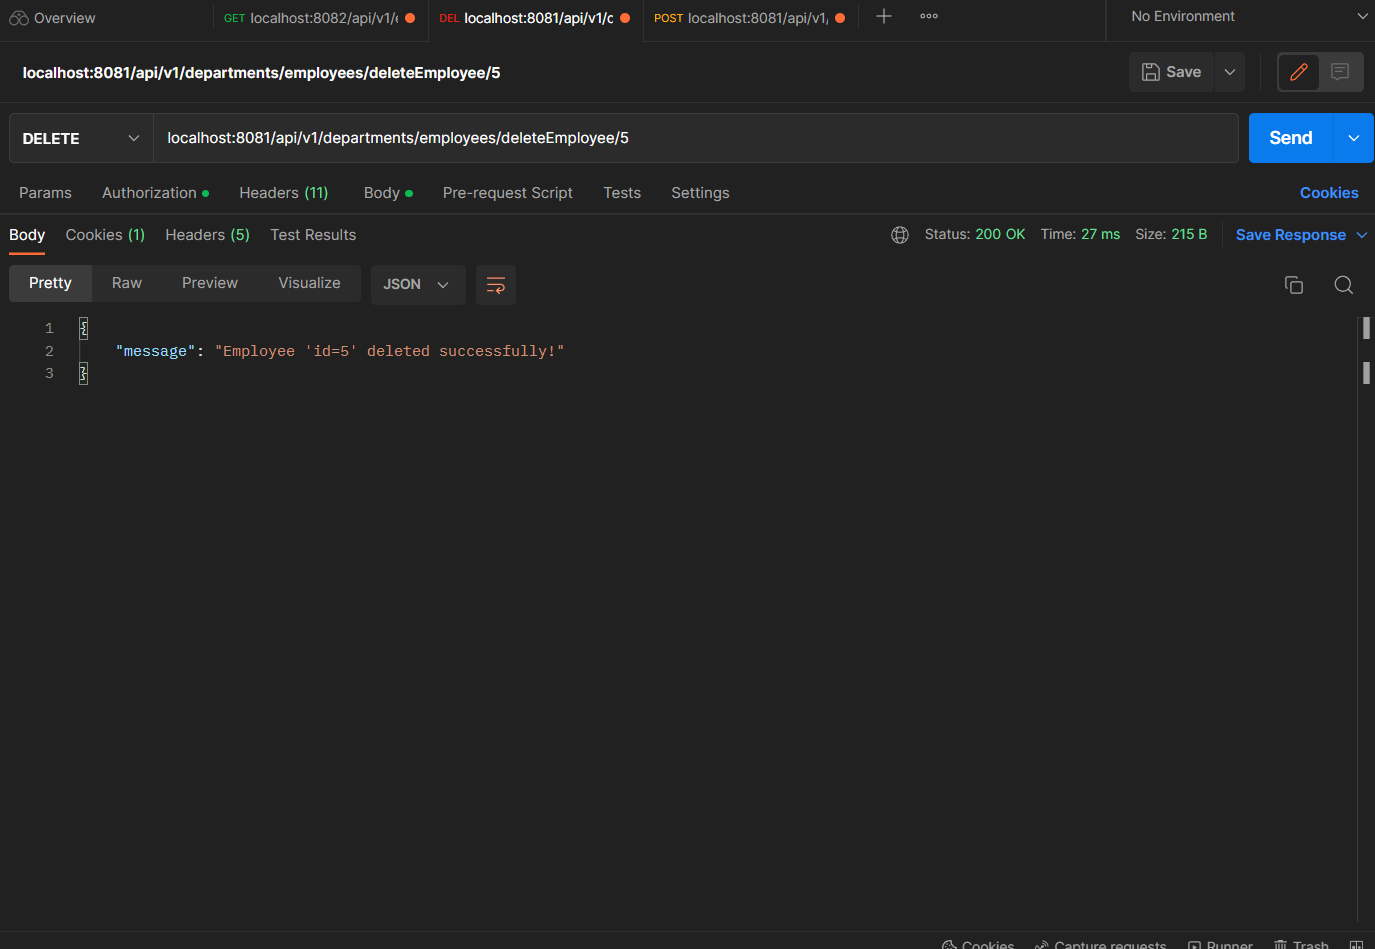 Overview
GET localhost:8082/api/v1/e
DEL localhost:8081/api/v1/c
POST localhost:8081/api/v1,
No Environment
localhost:8081/api/v1/departments/employees/deleteEmployee/5
Save
DELETE
localhost:8081/api/v1/departments/employees/deleteEmployee/5
Send
Params Authorization Headers (11) Body Pre-request Script Tests Settings Cookies
Body Cookies (1) Headers (5) Test Results Status: 200 OK Time: 27 ms Size: 215 B Save Response
Pretty Raw Preview Visualize JSON
1 {
2 "message": "Employee 'id=5' deleted successfully!"
3 }
Cookies Capture requests Runner Trash